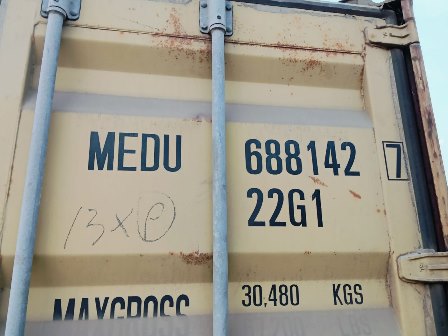 MEDU 688142 7
22G1
13x
MAXGROSS 30,480 KGS